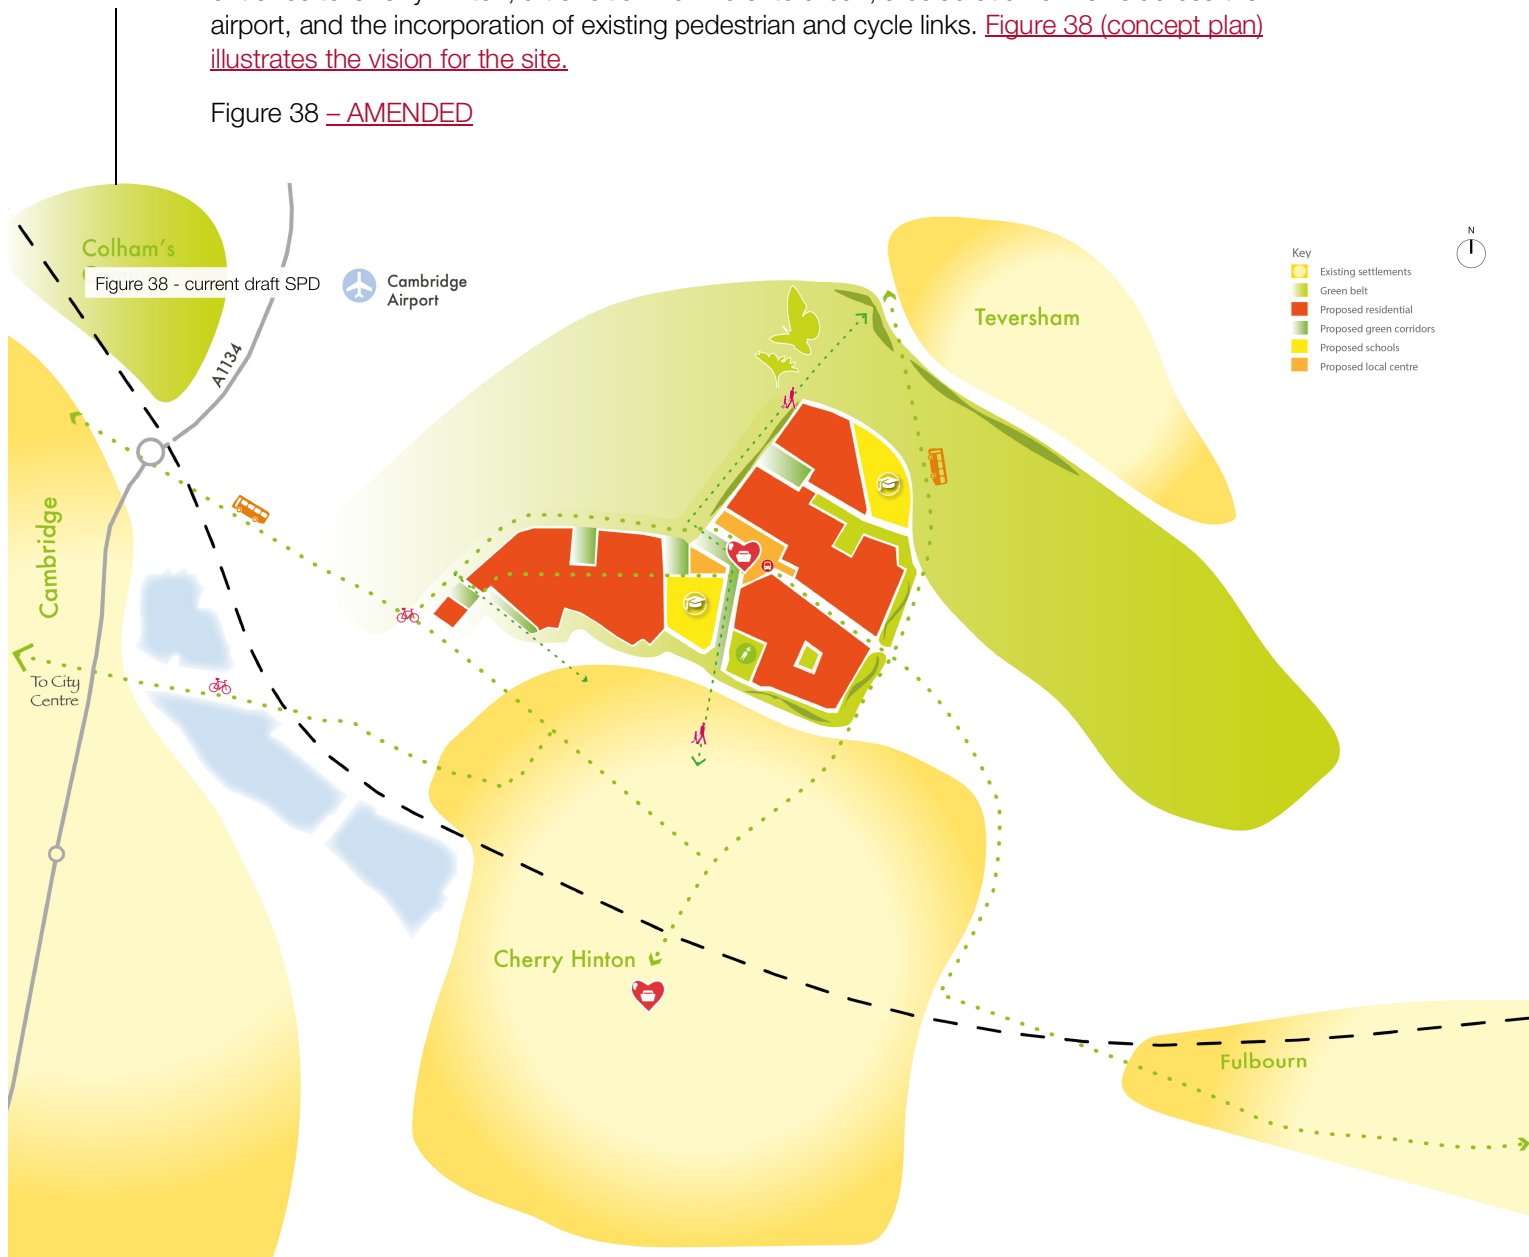 airport, and the incorporation of existing pedestrian and cycle links. Figure 38 (concept plan)
illustrates the vision for the site.
Figure 38 – AMENDED
Colham's
Figure 38 - current draft SPD
Cambridge
Airport
A1134
Teversham
N
Key
Existing settlements
Green belt
Proposed residential
Proposed green corridors
Proposed schools
Proposed local centre
Cambridge
To City
Centre
Cherry Hinton
Fulbourn